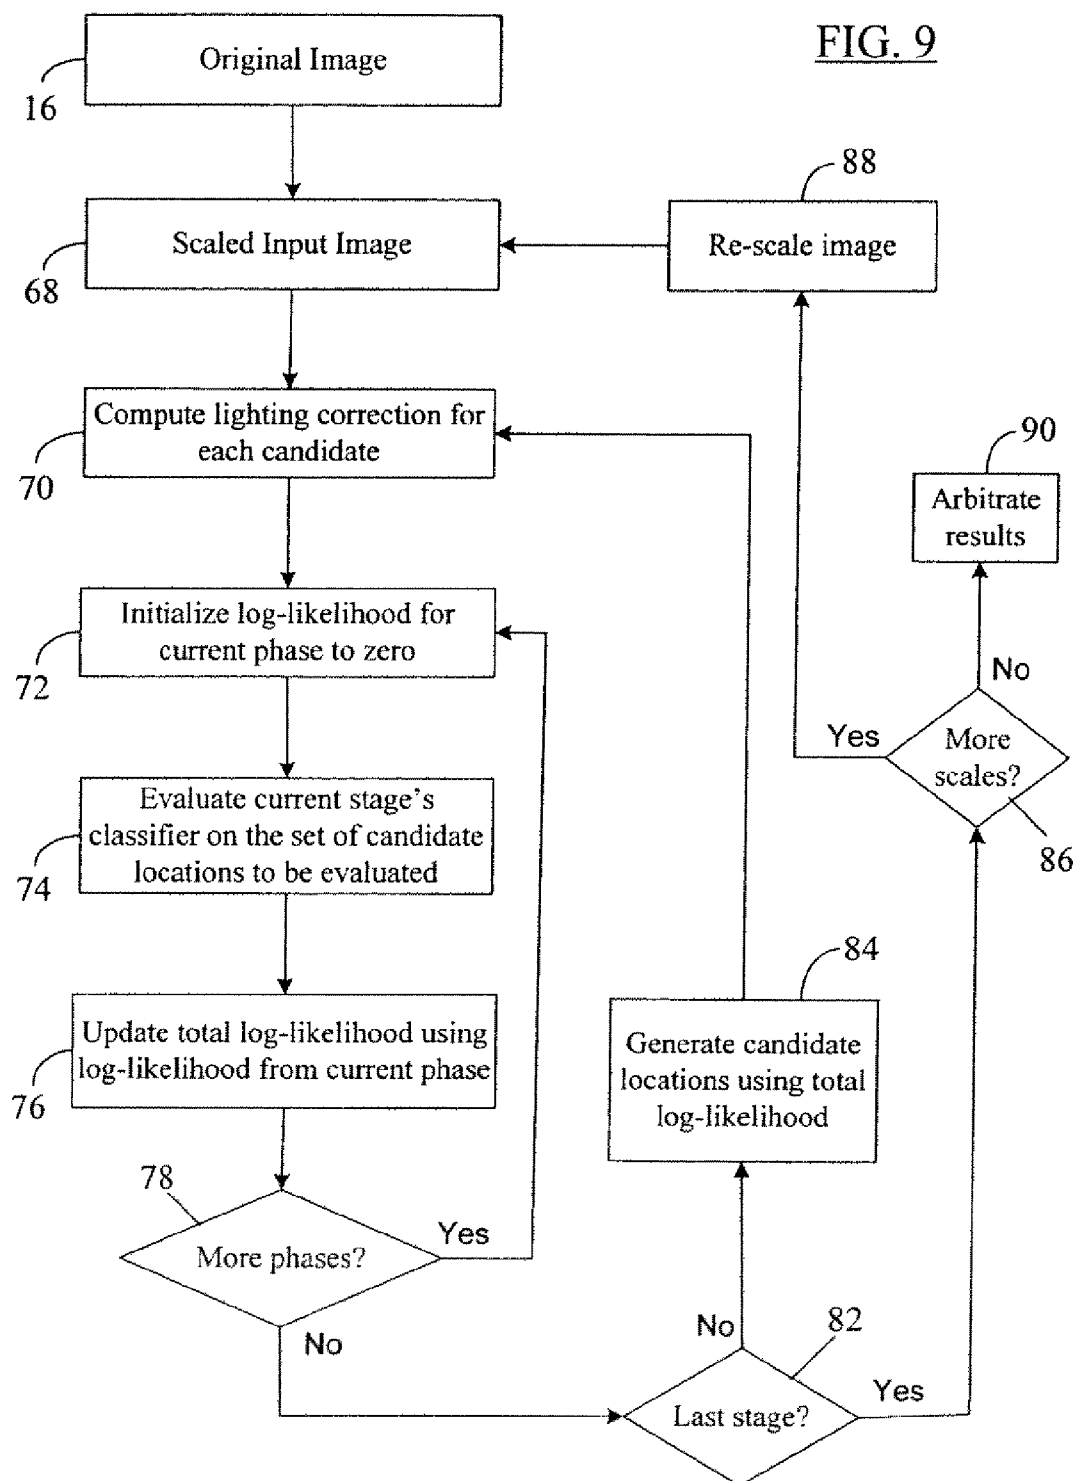 FIG. 9
Original Image
16
88
Scaled Input Image
Re-scale image
68
Compute lighting correction for
each candidate
70
90
Arbitrate
results
Initialize log-likelihood for
current phase to zero
72
No
Yes
More
scales?
86
Evaluate current stage's
classifier on the set of candidate
locations to be evaluated
74
84
Update total log-likelihood using
log-likelihood from current phase
76
Generate candidate
locations using total
log-likelihood
78
More phases?
Yes
No
No
82
Last stage?
Yes